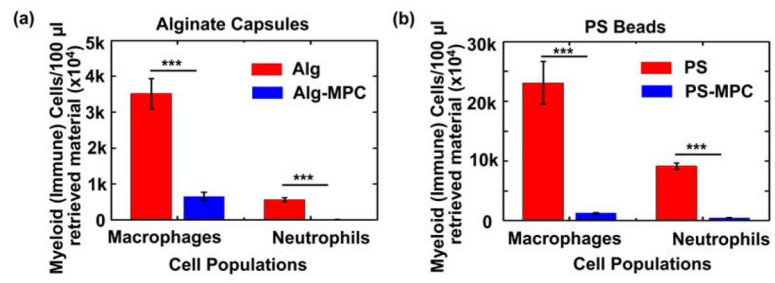 (a)
Alginate Capsules
Myeloid (Immune) Cells/100 µl
retrieved material (x10⁴)
5k
4k
3k
1k
0
***
***
Alg
Alg-MPC
Macrophages
Neutrophils
Cell Populations
(b)
PS Beads
Myeloid (Immune) Cells/100 µl
retrieved material (x10⁴)
30k
20k
10k
0
***
***
PS
PS-MPC
Macrophages
Neutrophils
Cell Populations